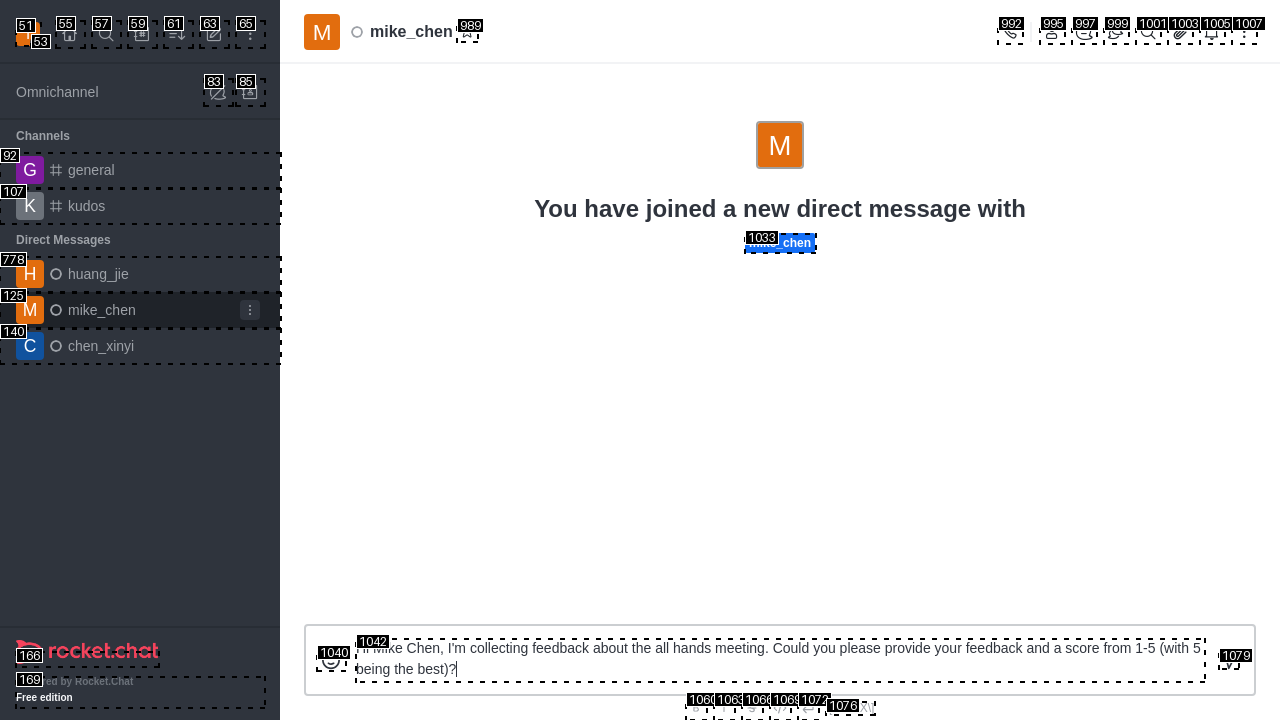 51
53
55
57
59
61
63
65
Omnichannel
83
85
Channels
92
G general
107
K kudos
Direct Messages
778
H huang_jie
125
M mike_chen
140
C chen_xinyi
166
rocket.chat
169
by Rocket.Chat
Free edition
M mike_chen
989
992
995
997
999
1001
1003
1005
1007
M
You have joined a new direct message with
1033
chen
1040
1042
Mike Chen, I'm collecting feedback about the all hands meeting. Could you please provide your feedback and a score from 1-5 (with 5
being the best)?
1079
1060
1063
1066
1069
1072
1076